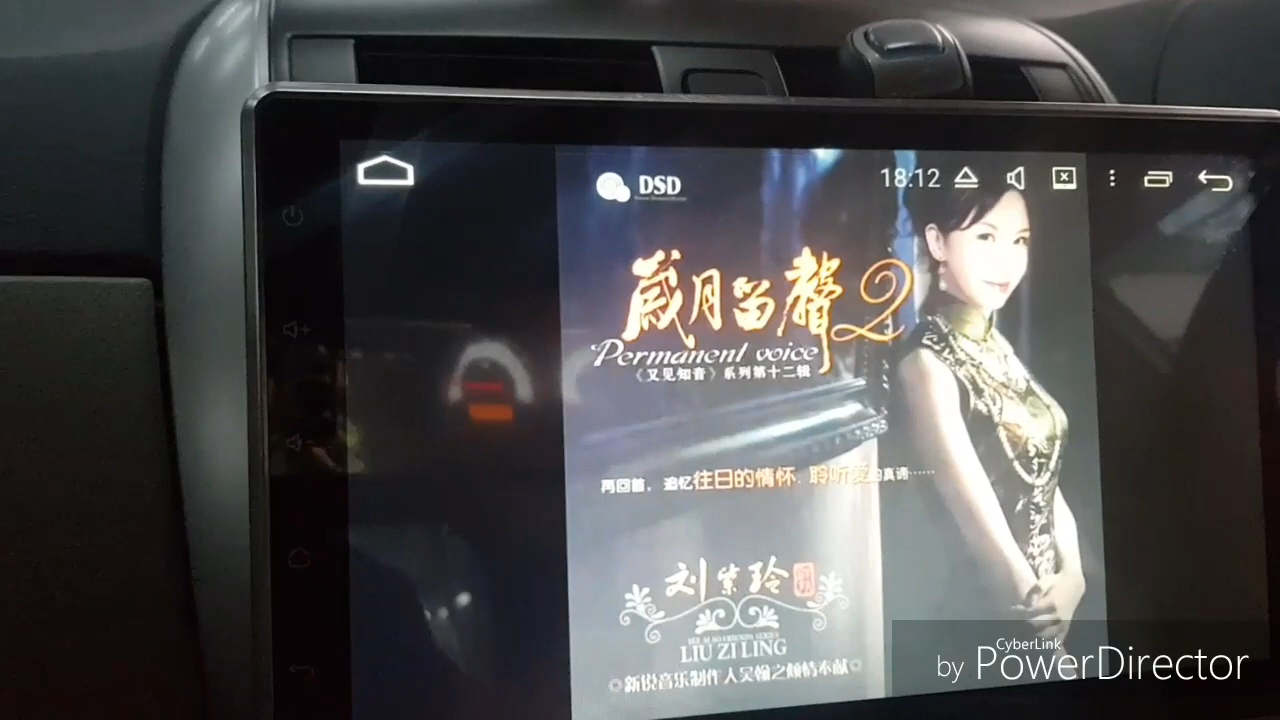 DSD
18:12
歲月留聲2
Permanent voice
《又见知音》系列第十二辑
再回首，追忆往日的情怀，聆听爱的真谛……
刘紫玲
LIU ZI LING
新锐音乐制作人吴翰之倾情奉献
CyberLink
by PowerDirector